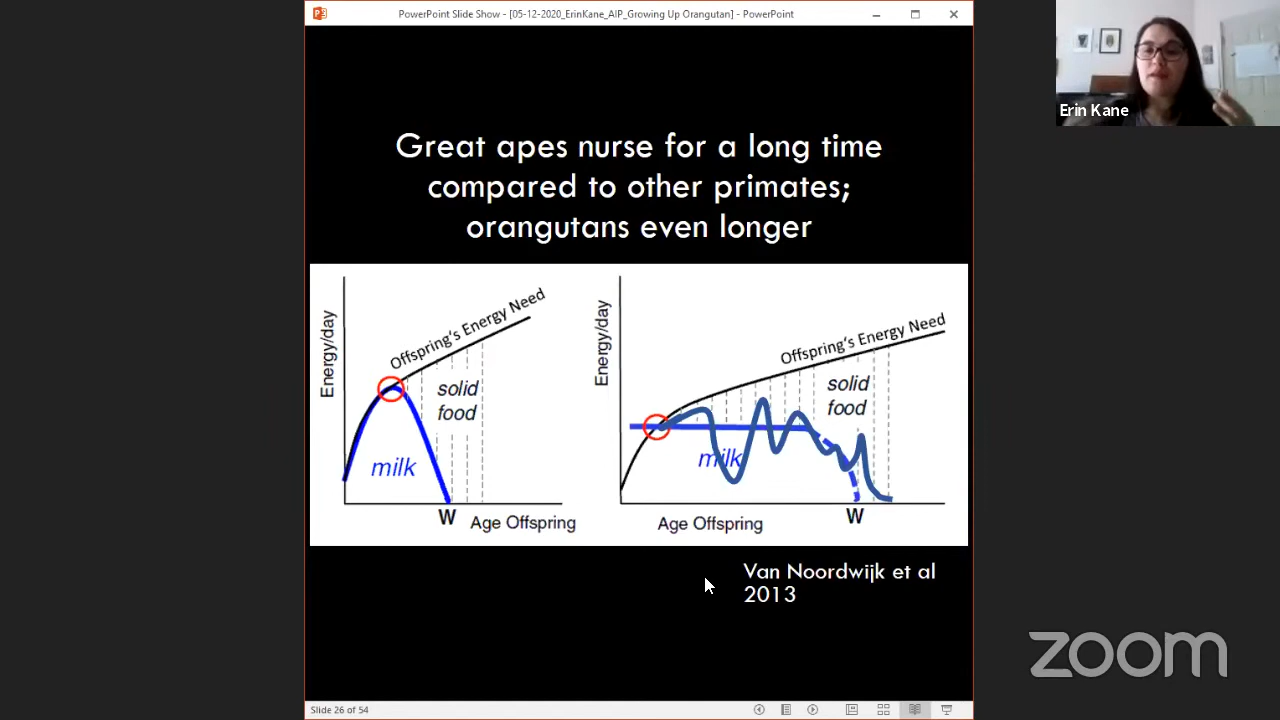 PowerPoint Slide Show - [05-12-2020_ErinKane_AIP_Growing Up Orangutan] - PowerPoint
Erin Kane
Great apes nurse for a long time
compared to other primates;
orangutans even longer
Energy/day
Offspring's Energy Need
solid
food
milk
W
Age Offspring
Energy/day
Offspring's Energy Need
solid
food
milk
W
Age Offspring
Van Noordwijk et al
2013
zoom
Slide 26 of 54